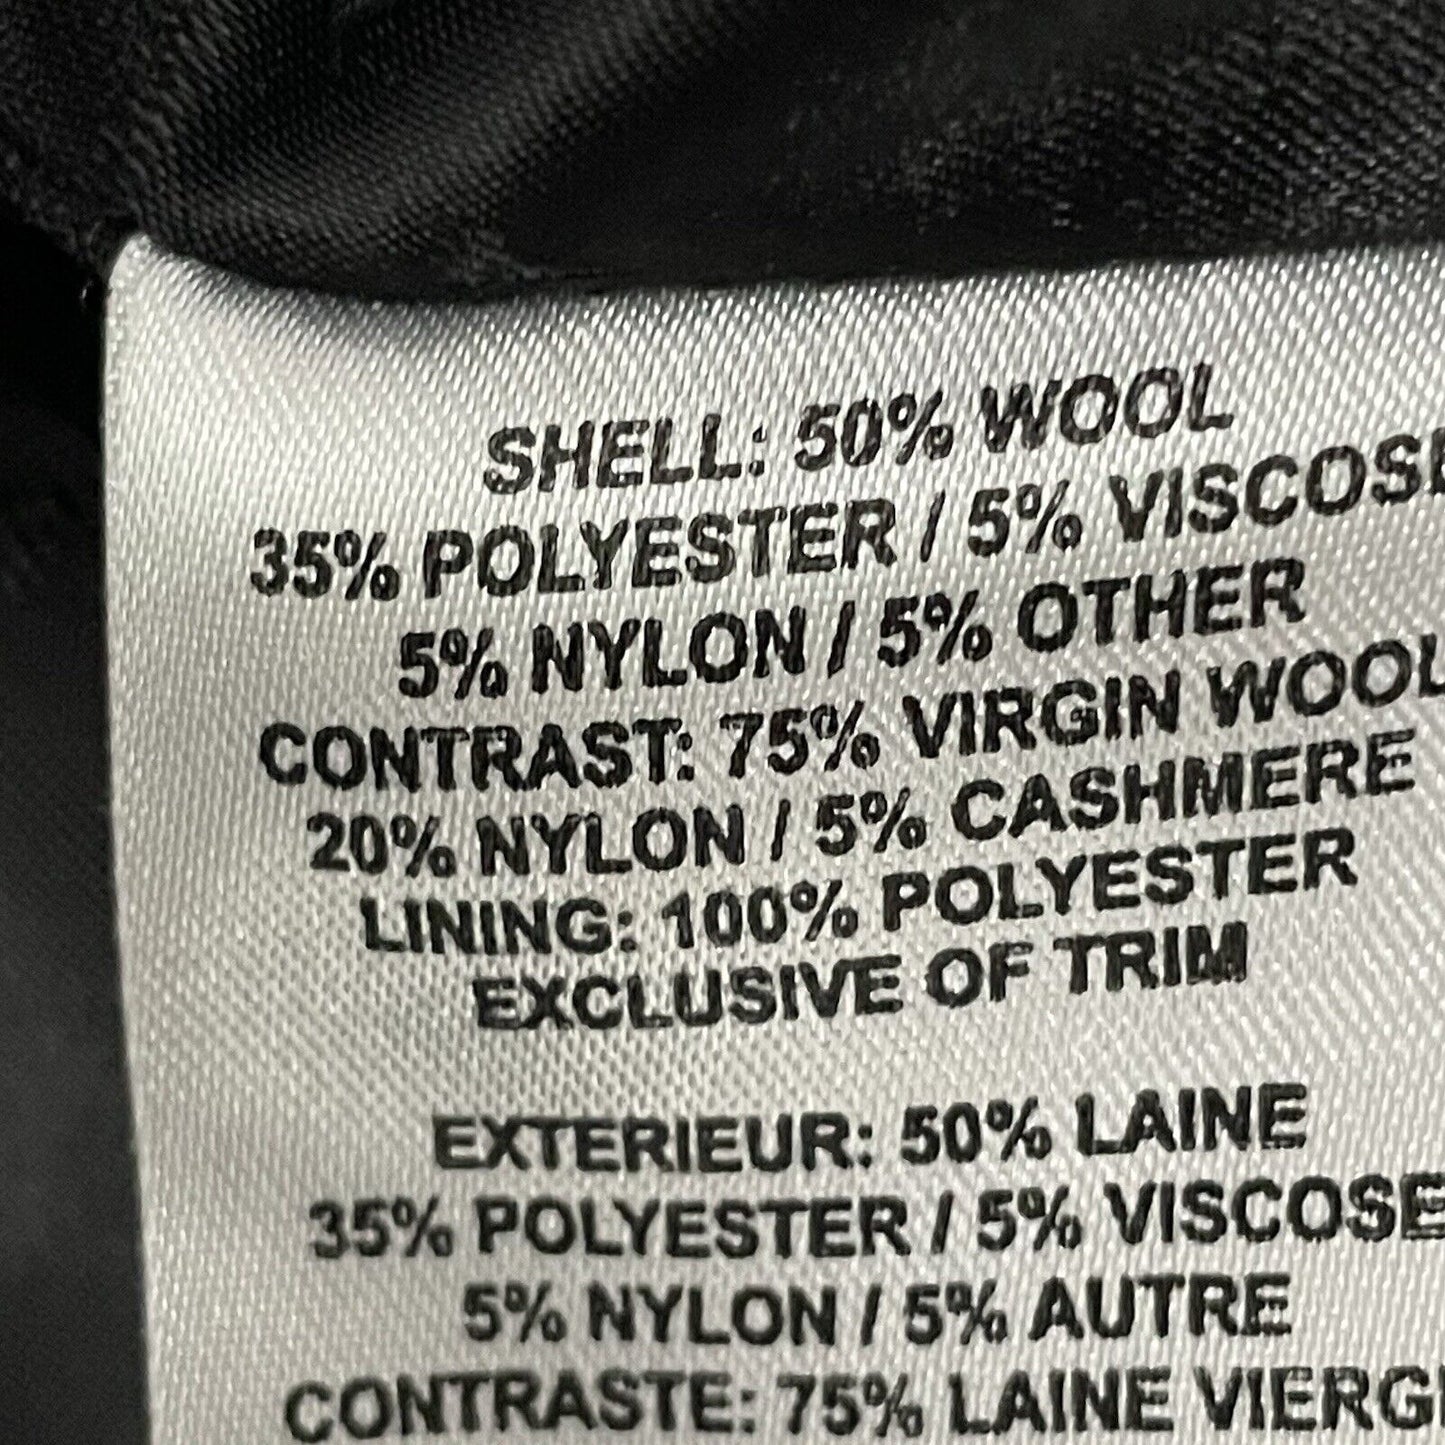 SHELL: 50% WOOL
35% POLYESTER / 5% VISCOSE
5% NYLON / 5% OTHER
CONTRAST: 75% VIRGIN WOOL
20% NYLON / 5% CASHMERE
LINING: 100% POLYESTER
EXCLUSIVE OF TRIM
EXTERIEUR: 50% LAINE
35% POLYESTER / 5% VISCOSE
5% NYLON / 5% AUTRE
CONTRASTE: 75% LAINE VIERG